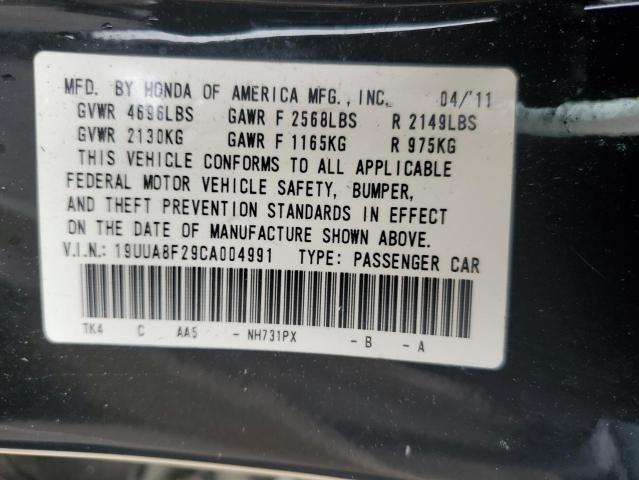 MFD. BY HONDA OF AMERICA MFG., INC. 04/'11
GVWR 4696LBS GAWR F 2568LBS R 2149LBS
GVWR 2130KG GAWR F 1165KG R 975KG
THIS VEHICLE CONFORMS TO ALL APPLICABLE
FEDERAL MOTOR VEHICLE SAFETY, BUMPER,
AND THEFT PREVENTION STANDARDS IN EFFECT
ON THE DATE OF MANUFACTURE SHOWN ABOVE.
V.I.N.: 19UUA8F29CA004991 TYPE: PASSENGER CAR
TK4 C AA5 - NH731PX - B - A